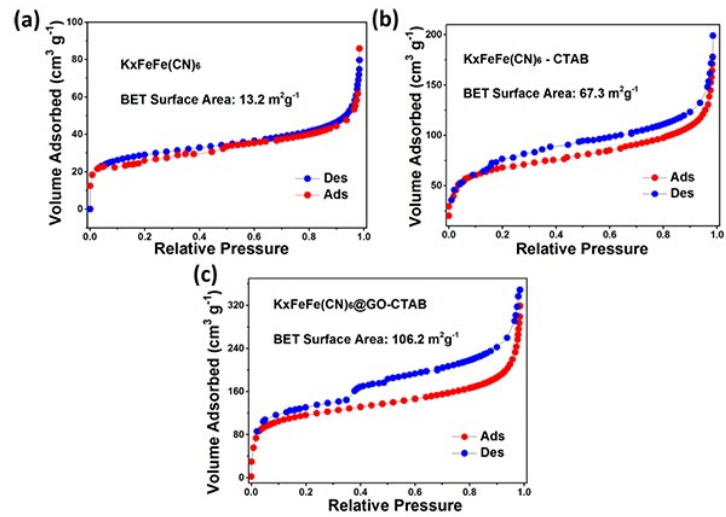 (a)
KxFeFe(CN)₆
BET Surface Area: 13.2 m²g⁻¹
Des
Ads
Volume Adsorbed (cm³ g⁻¹)
0
20
40
60
80
100
0.0 0.2 0.4 0.6 0.8 1.0
Relative Pressure
(b)
KxFeFe(CN)₆ - CTAB
BET Surface Area: 67.3 m²g⁻¹
Des
Ads
Volume Adsorbed (cm³ g⁻¹)
50
100
150
200
0.0 0.2 0.4 0.6 0.8 1.0
Relative Pressure
(c)
KxFeFe(CN)₆@GO-CTAB
BET Surface Area: 106.2 m²g⁻¹
Ads
Des
Volume Adsorbed (cm³ g⁻¹)
0
80
160
240
320
0.0 0.2 0.4 0.6 0.8 1.0
Relative Pressure